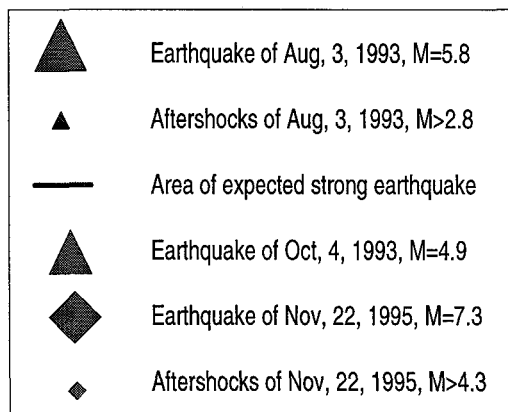 Earthquake of Aug, 3, 1993, M=5.8
Aftershocks of Aug, 3, 1993, M>2.8
Area of expected strong earthquake
Earthquake of Oct, 4, 1993, M=4.9
Earthquake of Nov, 22, 1995, M=7.3
Aftershocks of Nov, 22, 1995, M>4.3